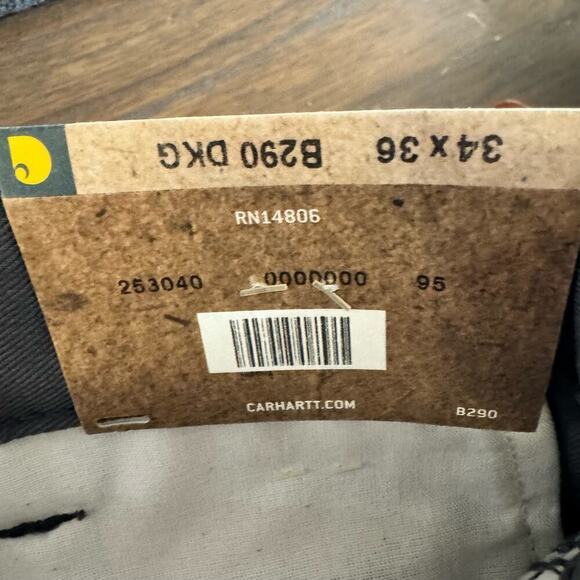 B290 DKG 34 x 36
RN14806
253040 0000000 95
CARHARTT.COM
B290